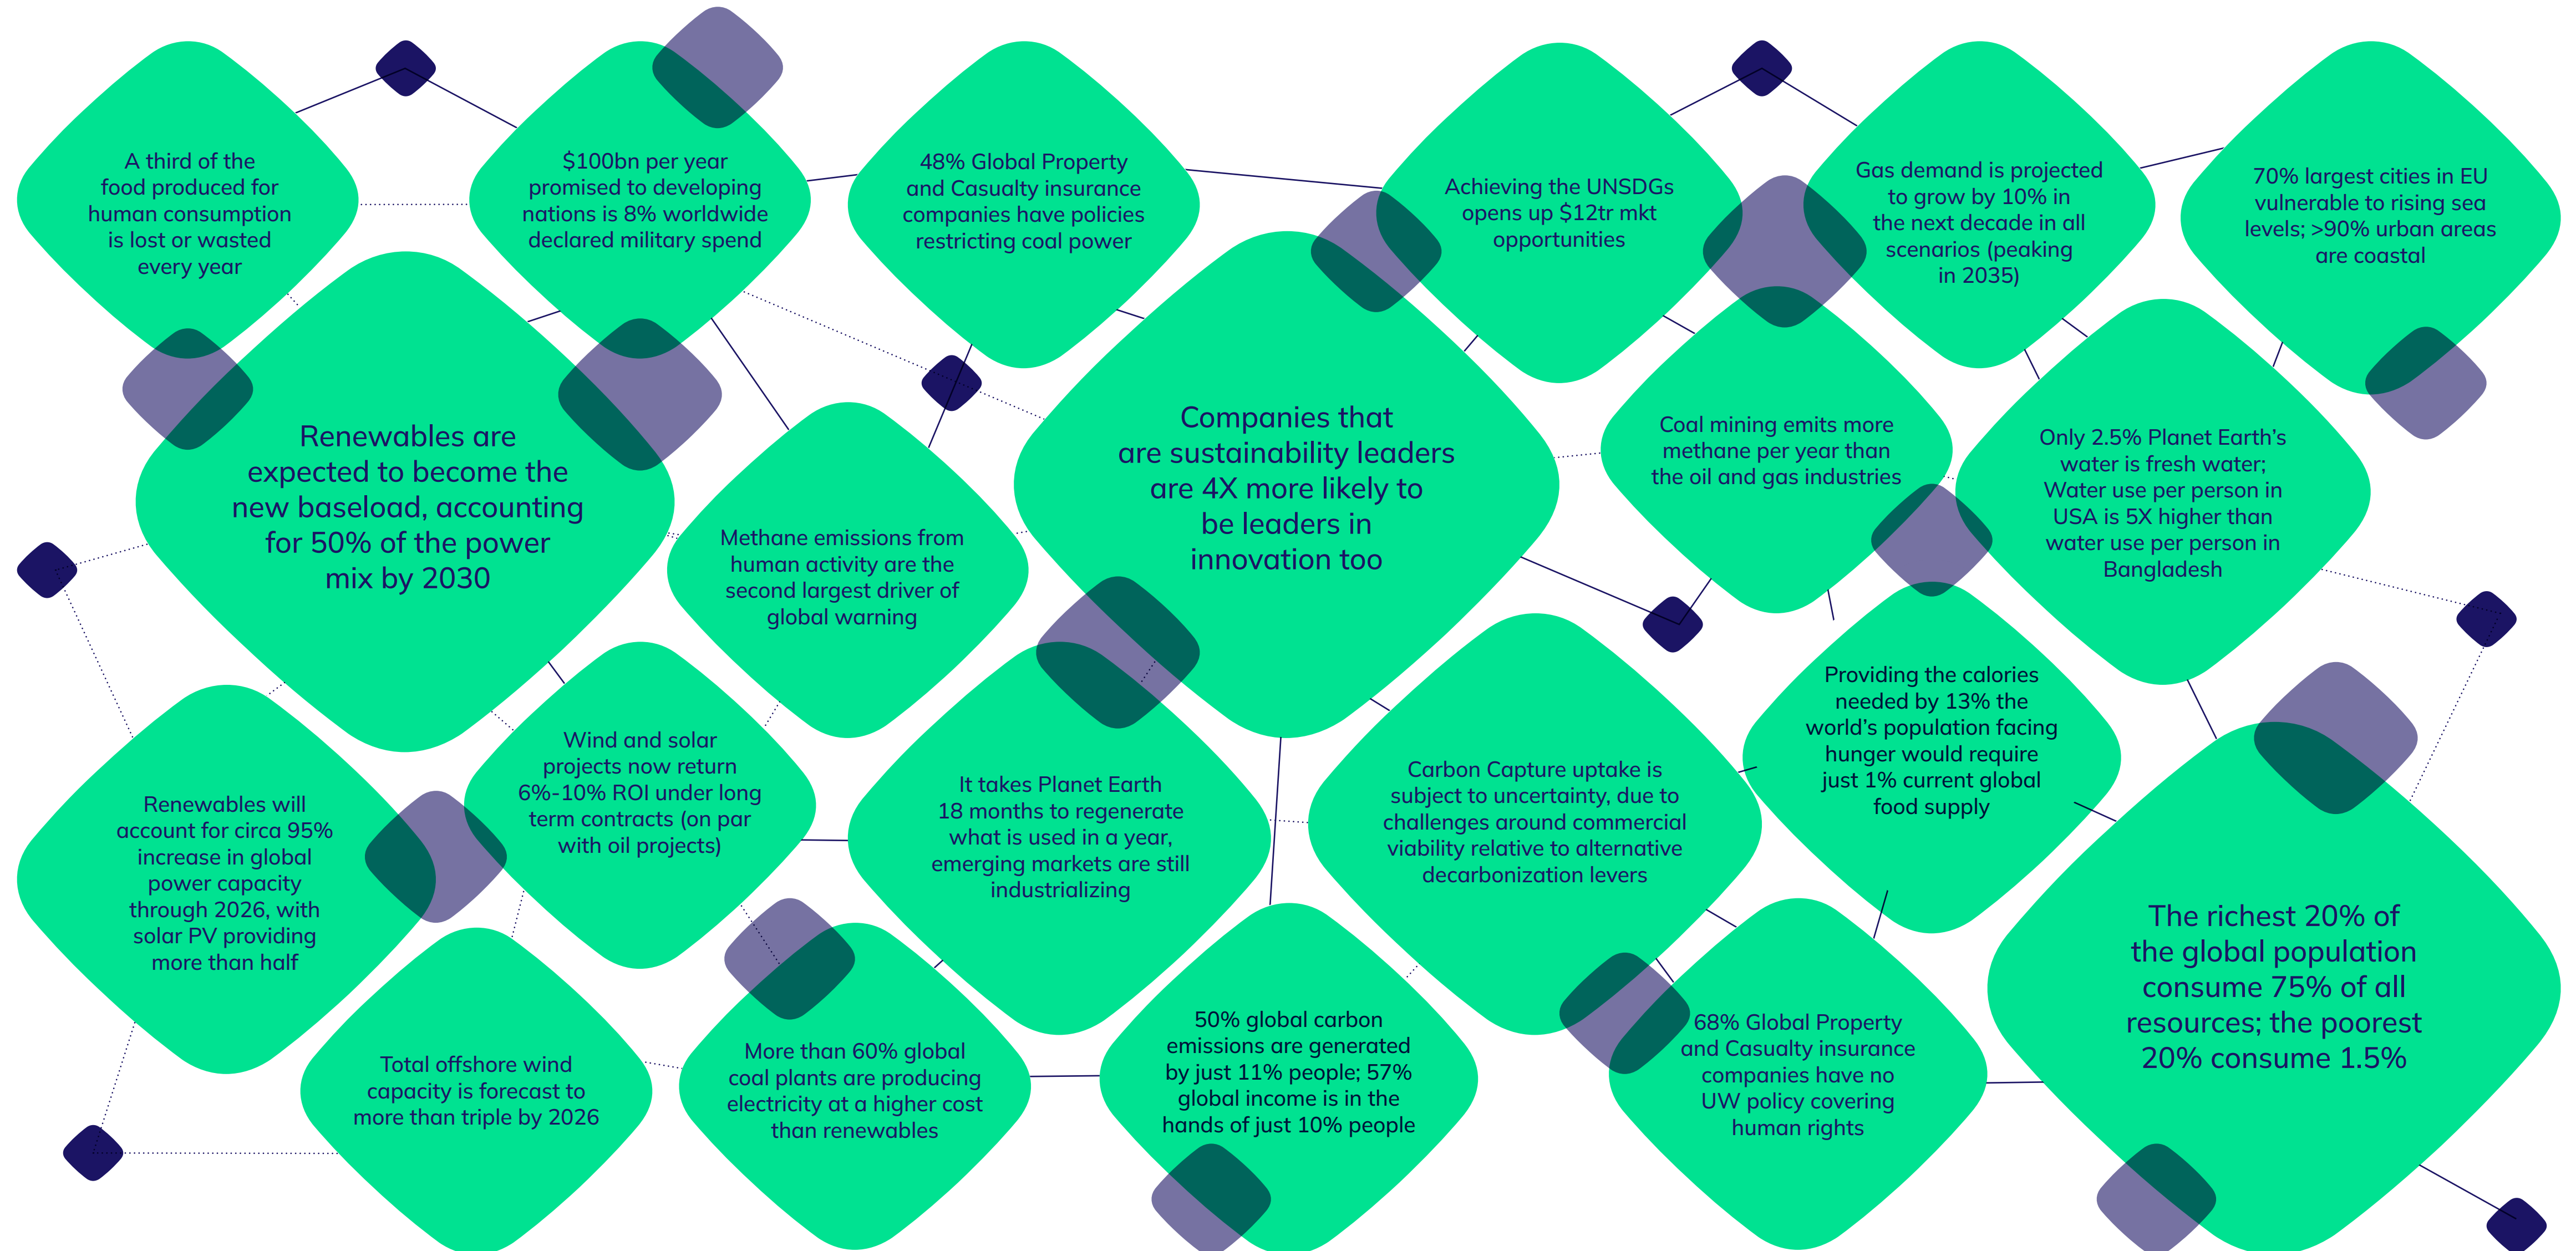 A third of the
food produced for
human consumption
is lost or wasted
every year
$100bn per year
promised to developing
nations is 8% worldwide
declared military spend
48% Global Property
and Casualty insurance
companies have policies
restricting coal power
Achieving the UNSDGs
opens up $12tr mkt
opportunities
Gas demand is projected
to grow by 10% in
the next decade in all
scenarios (peaking
in 2035)
70% largest cities in EU
vulnerable to rising sea
levels; >90% urban areas
are coastal
Renewables are
expected to become the
new baseload, accounting
for 50% of the power
mix by 2030
Methane emissions from
human activity are the
second largest driver of
global warning
Companies that
are sustainability leaders
are 4X more likely to
be leaders in
innovation too
Coal mining emits more
methane per year than
the oil and gas industries
Only 2.5% Planet Earth’s
water is fresh water;
Water use per person in
USA is 5X higher than
water use per person in
Bangladesh
Renewables will
account for circa 95%
increase in global
power capacity
through 2026, with
solar PV providing
more than half
Wind and solar
projects now return
6%-10% ROI under long
term contracts (on par
with oil projects)
It takes Planet Earth
18 months to regenerate
what is used in a year,
emerging markets are still
industrializing
Carbon Capture uptake is
subject to uncertainty, due to
challenges around commercial
viability relative to alternative
decarbonization levers
Providing the calories
needed by 13% the
world’s population facing
hunger would require
just 1% current global
food supply
Total offshore wind
capacity is forecast to
more than triple by 2026
More than 60% global
coal plants are producing
electricity at a higher cost
than renewables
50% global carbon
emissions are generated
by just 11% people; 57%
global income is in the
hands of just 10% people
68% Global Property
and Casualty insurance
companies have no
UW policy covering
human rights
The richest 20% of
the global population
consume 75% of all
resources; the poorest
20% consume 1.5%